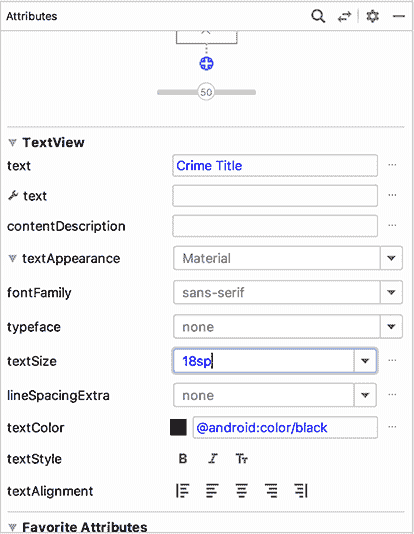 Attributes
50
TextView
text Crime Title
text
contentDescription
textAppearance Material
fontFamily sans-serif
typeface none
textSize 18sp
lineSpacingExtra none
textColor @android:color/black
textStyle B I Tт
textAlignment
Favorite Attributes